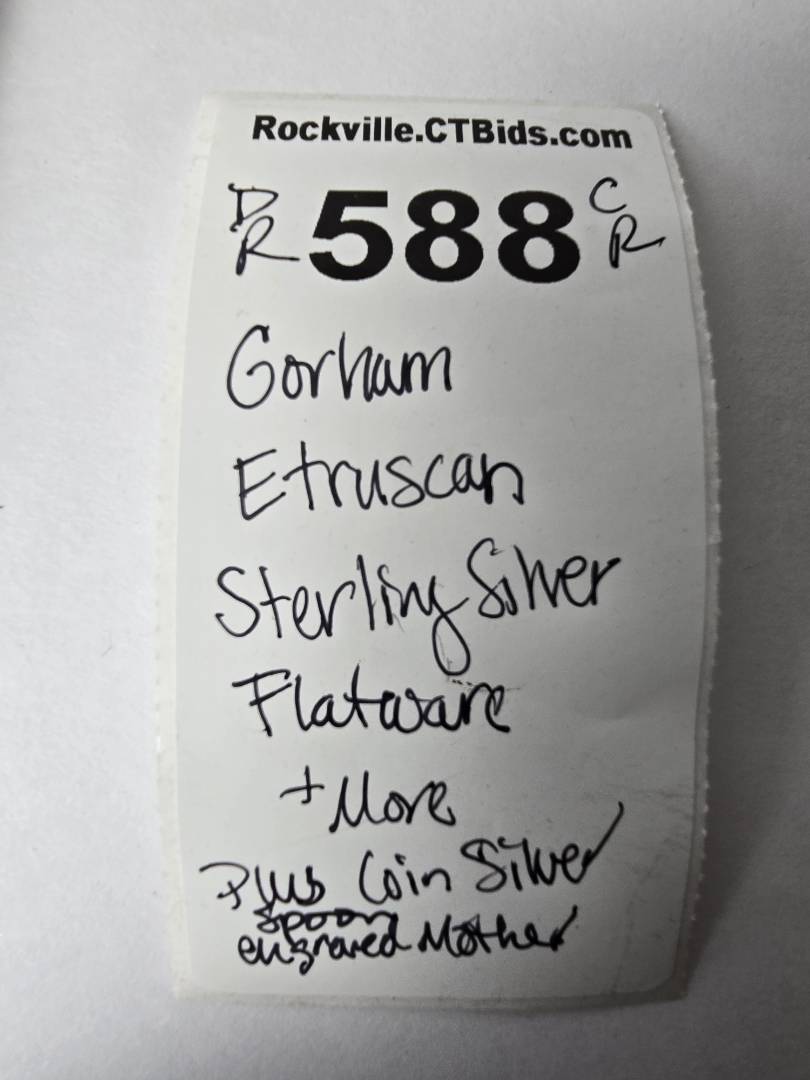 Rockville.CTBids.com
DR 588 CR
Gorham
Etruscan
Sterling Silver
Flatware
+ More
Plus Coin Silver
spoon
engraved Mother